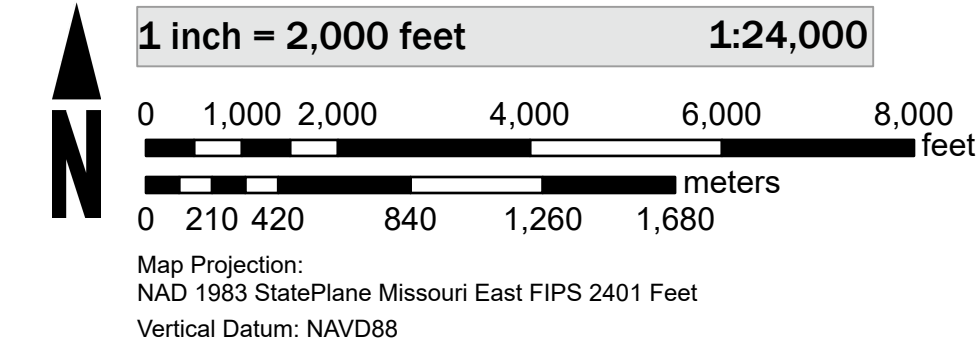 1 inch = 2,000 feet 1:24,000
0 1,000 2,000 4,000 6,000 8,000
feet
meters
0 210 420 840 1,260 1,680
N
Map Projection:
NAD 1983 StatePlane Missouri East FIPS 2401 Feet
Vertical Datum: NAVD88